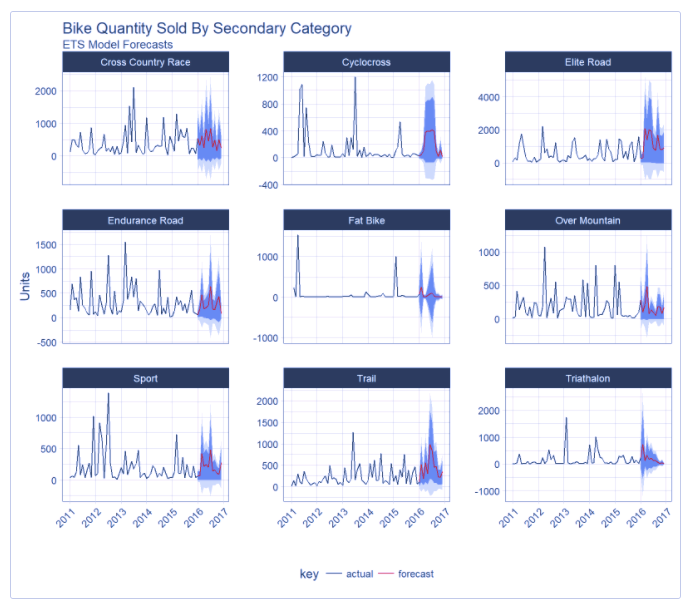 Bike Quantity Sold By Secondary Category
ETS Model Forecasts
Cross Country Race
Cyclocross
Elite Road
2000
1000
0
1200
800
400
0
-400
4000
2000
0
Endurance Road
Fat Bike
Over Mountain
1500
1000
500
0
-500
1000
0
-1000
1000
500
0
Units
Sport
Trail
Triathalon
1000
500
0
2000
1500
1000
500
0
2000
1000
0
-1000
2011 2012 2013 2014 2015 2016 2017
2011 2012 2013 2014 2015 2016 2017
2011 2012 2013 2014 2015 2016 2017
key actual forecast